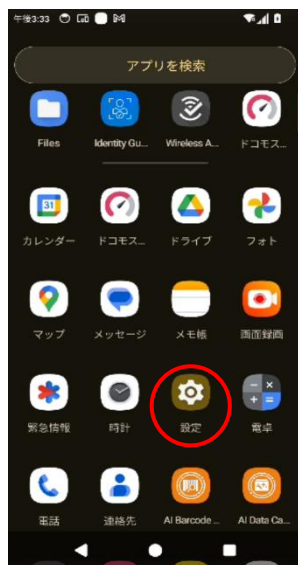 午後3:33
アプリを検索
Files
Identity Gu...
Wireless A...
ドコモス...
31
カレンダー
ドコモス...
ドライブ
フォト
マップ
メッセージ
メモ帳
画面録画
緊急情報
時計
設定
電卓
電話
連絡先
AI Barcode ...
AI Data Ca...